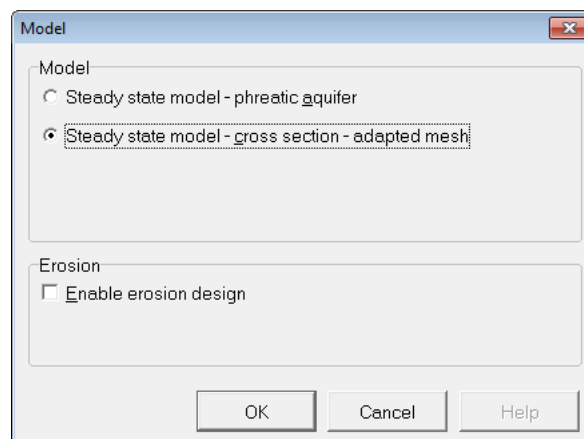 Model
Model
Steady state model - phreatic aquifer
Steady state model - cross section - adapted mesh
Erosion
Enable erosion design
OK
Cancel
Help